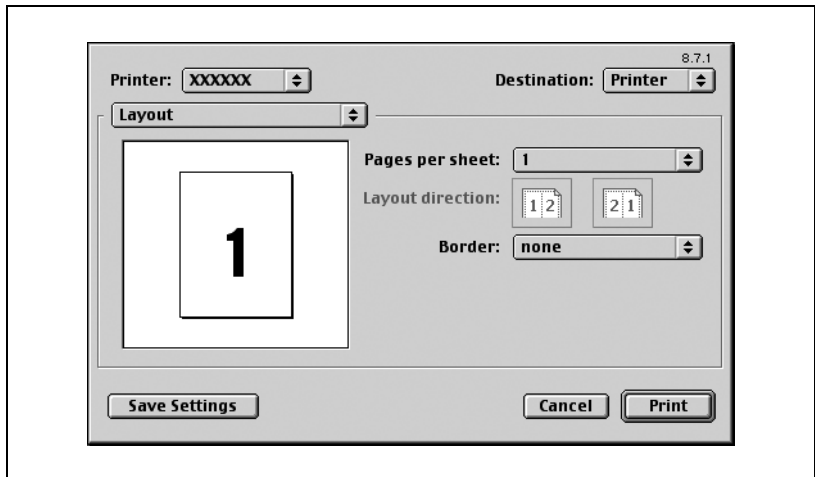 8.7.1
Printer: XXXXXX Destination: Printer
Layout
1
Pages per sheet: 1
Layout direction: 1 2 2 1
Border: none
Save Settings Cancel Print